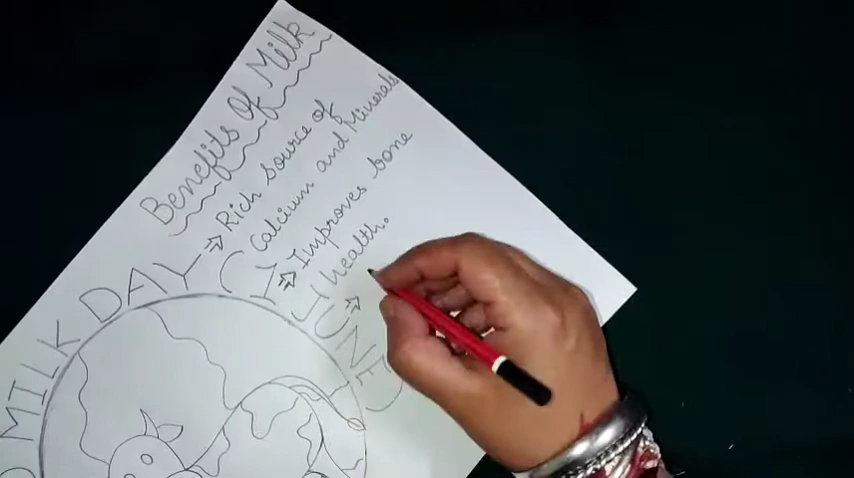 Benefits Of Milk
⇒ Rich source of
Calcium and Minerals
⇒ Improves bone
health.
⇒
MILK DAY
JUNE